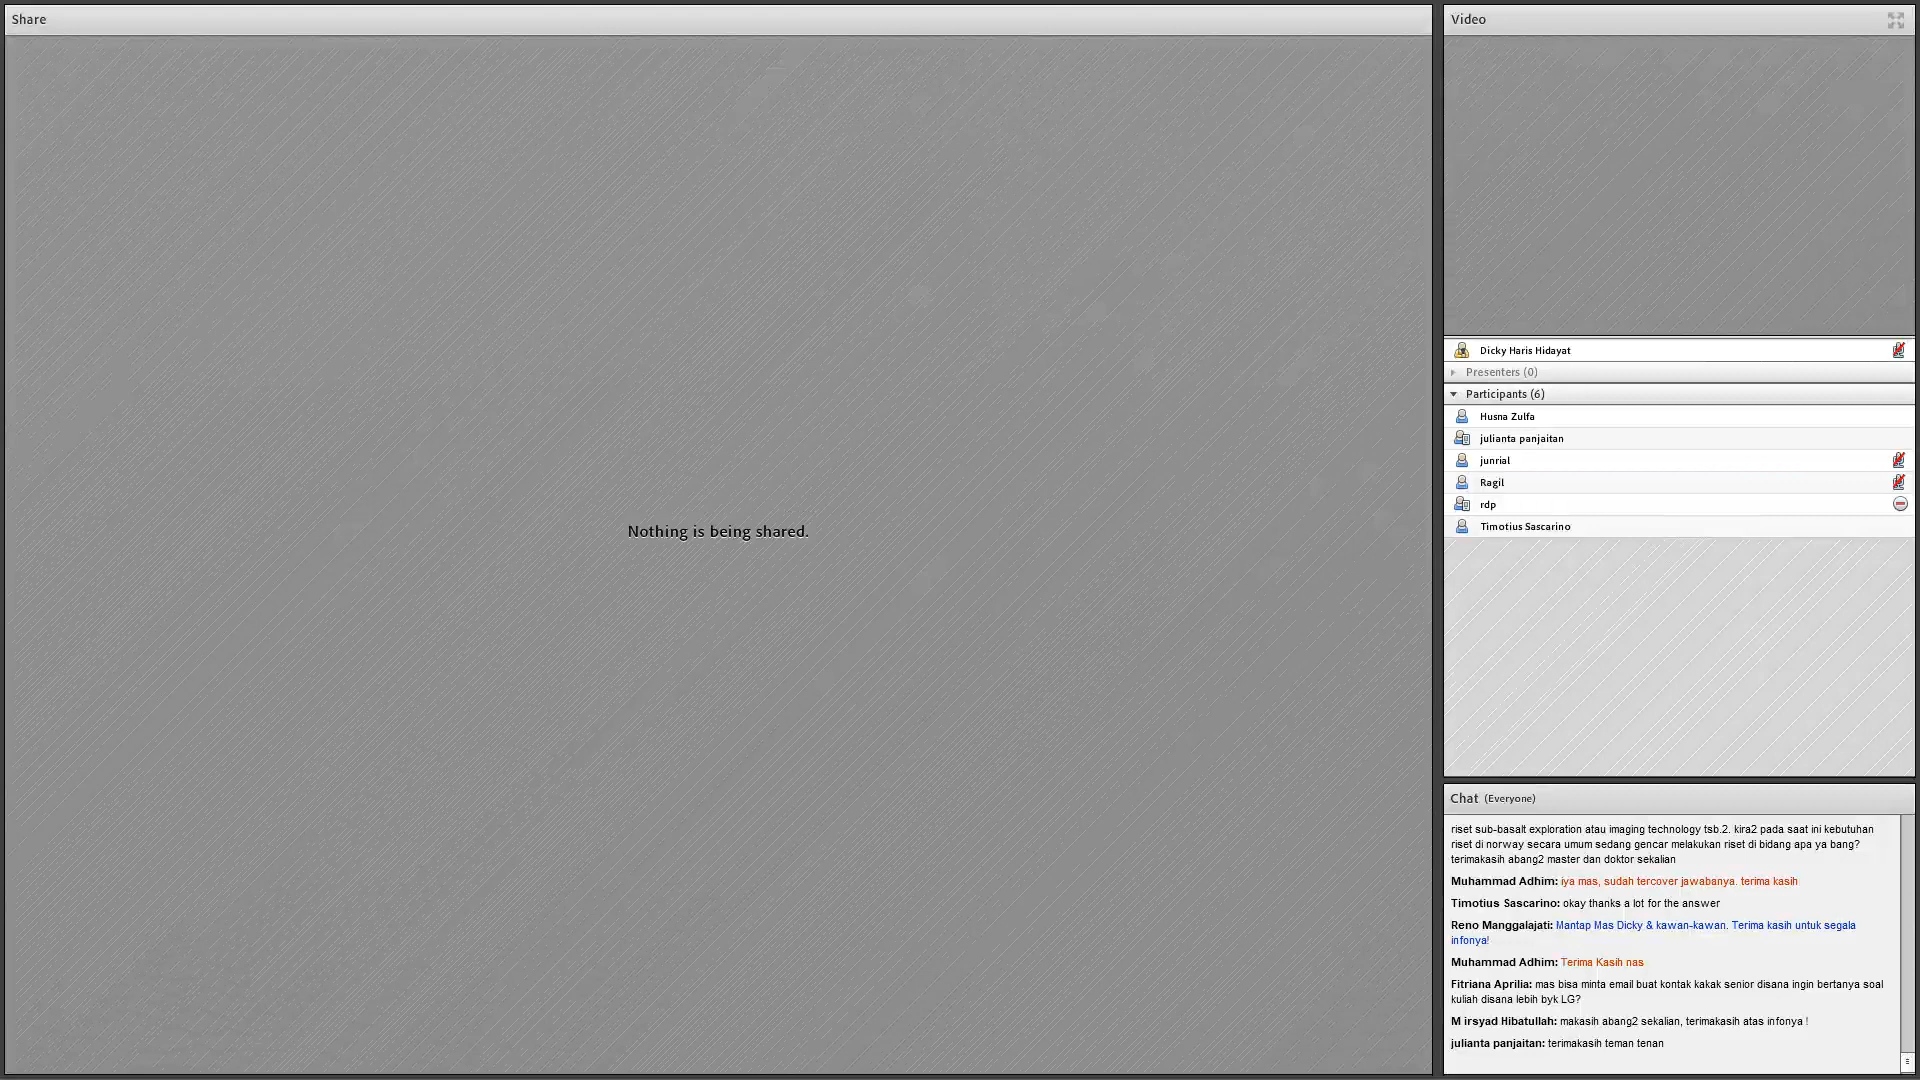 Share
Nothing is being shared.
Video
Dicky Haris Hidayat
Presenters (0)
Participants (6)
Husna Zulfa
julianta panjaitan
junrial
Ragil
rdp
Timotius Sascarino
Chat (Everyone)
riset sub-basalt exploration atau imaging technology tsb.2. kira2 pada saat ini kebutuhan
riset di norway secara umum sedang gencar melakukan riset di bidang apa ya bang?
terimakasih abang2 master dan doktor sekalian
Muhammad Adhim: iya mas, sudah tercover jawabanya. terima kasih
Timotius Sascarino: okay thanks a lot for the answer
Reno Manggalajati: Mantap Mas Dicky & kawan-kawan. Terima kasih untuk segala
infonya!
Muhammad Adhim: Terima Kasih nas
Fitriana Aprilia: mas bisa minta email buat kontak kakak senior disana ingin bertanya soal
kuliah disana lebih byk LG?
M irsyad Hibatullah: makasih abang2 sekalian, terimakasih atas infonya !
julianta panjaitan: terimakasih teman tenan